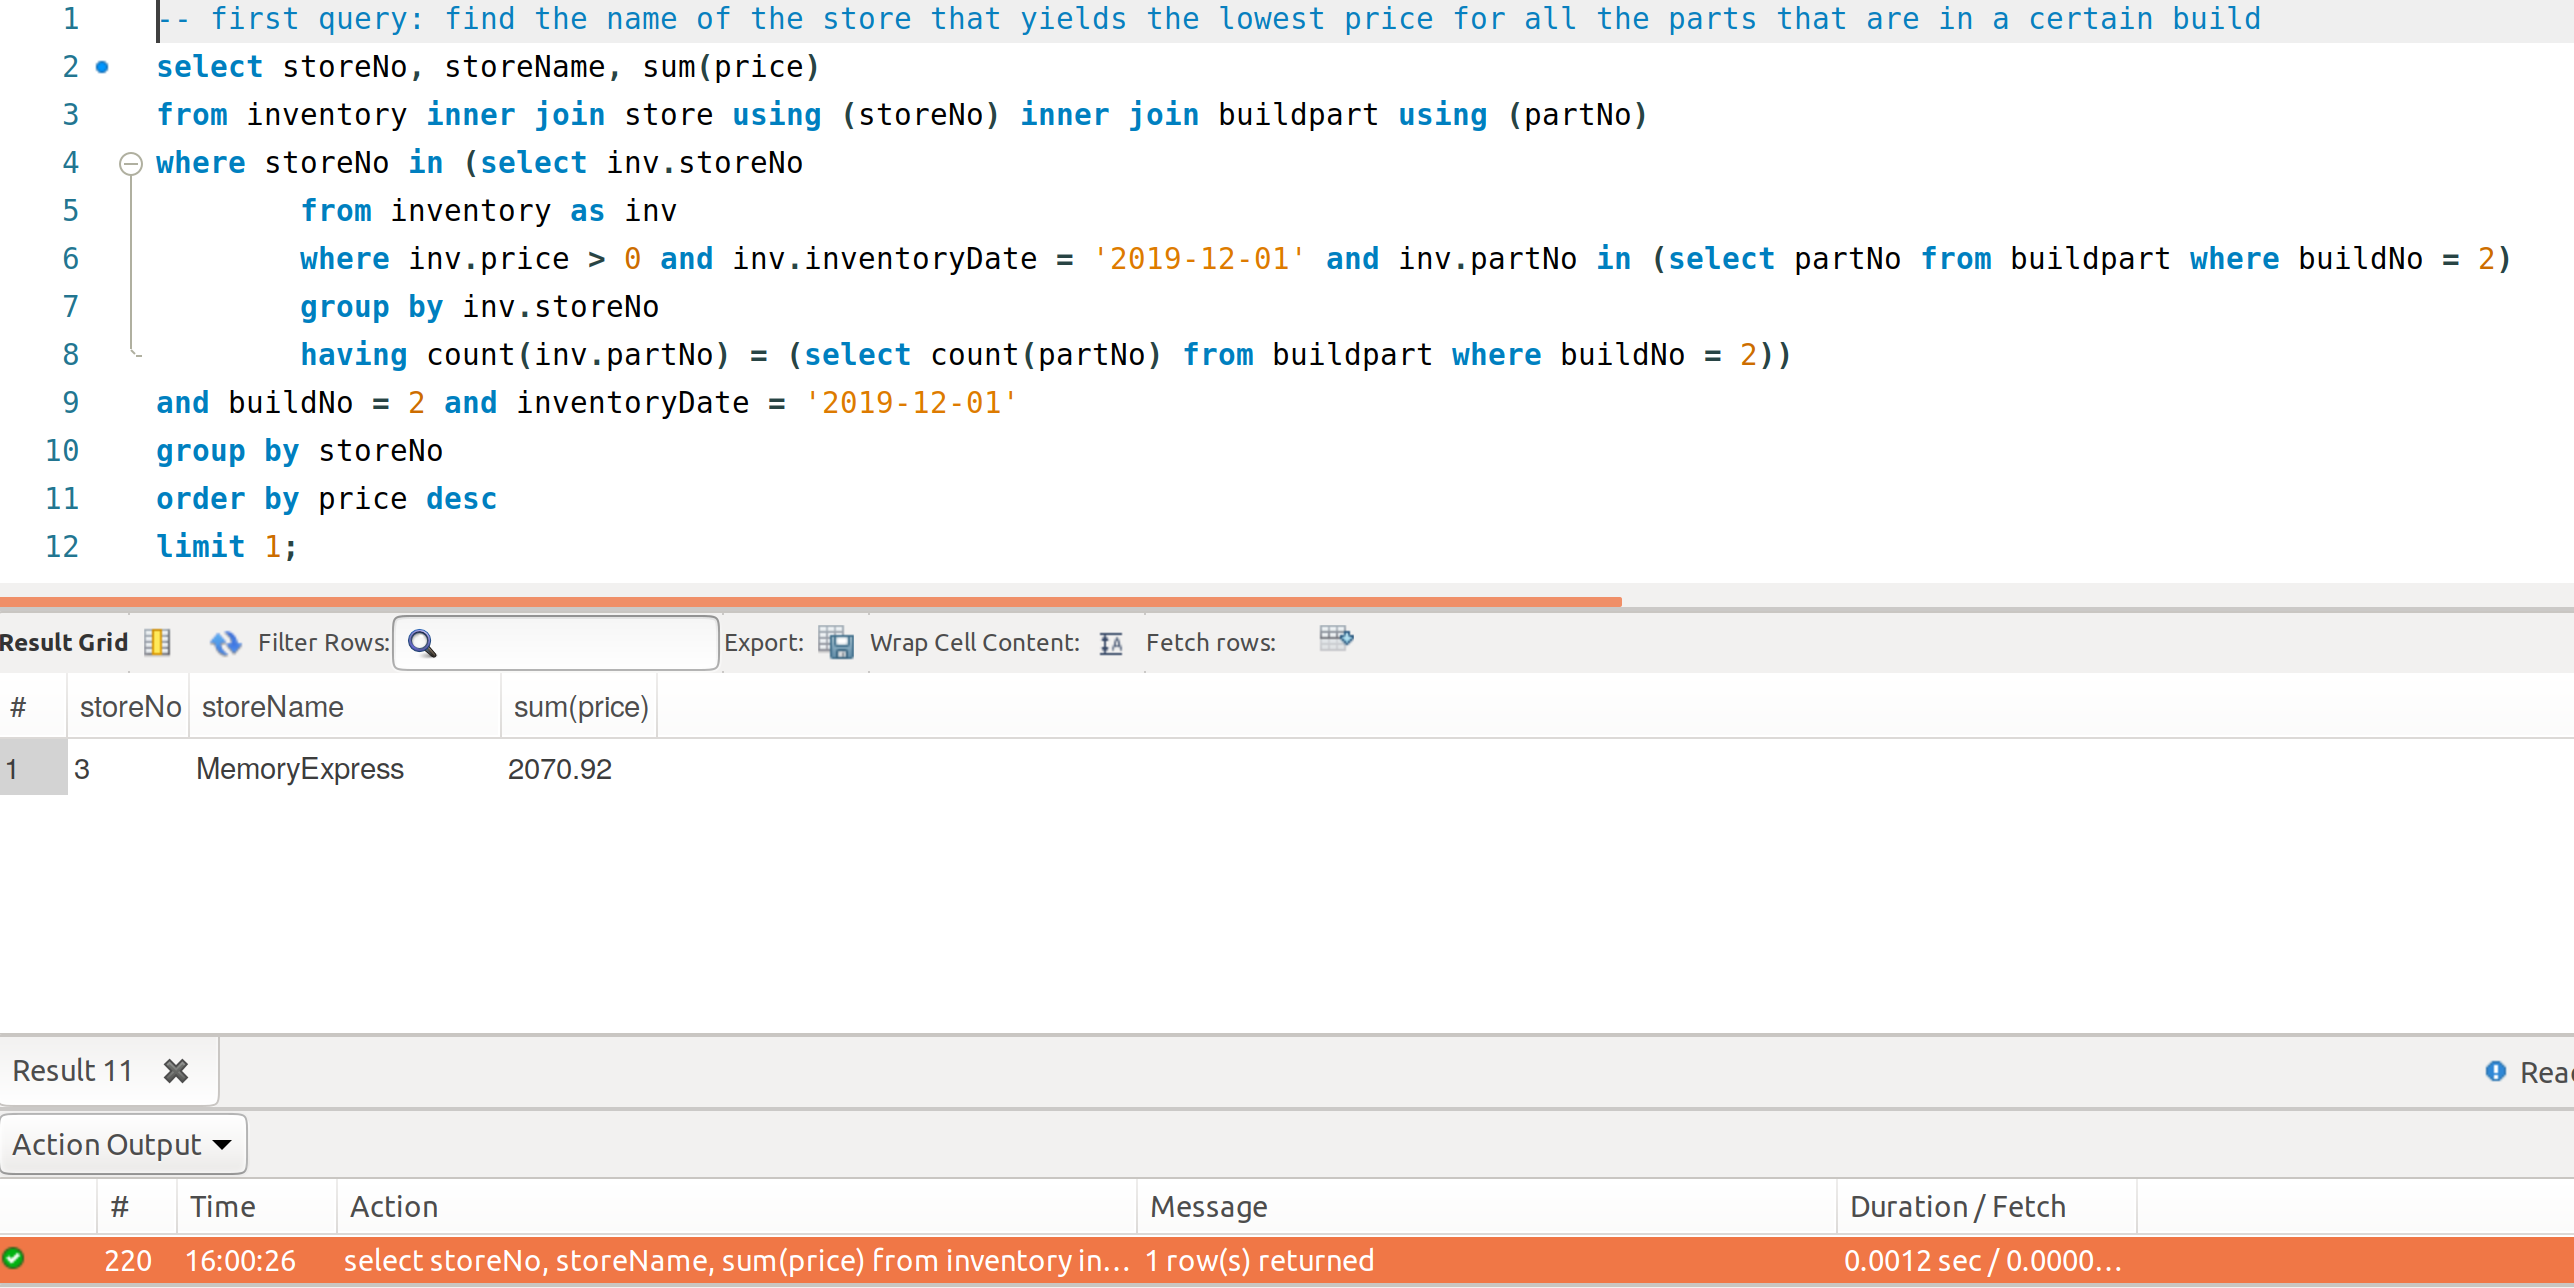 1 -- first query: find the name of the store that yields the lowest price for all the parts that are in a certain build
2 select storeNo, storeName, sum(price)
3 from inventory inner join store using (storeNo) inner join buildpart using (partNo)
4 where storeNo in (select inv.storeNo
5 from inventory as inv
6 where inv.price > 0 and inv.inventoryDate = '2019-12-01' and inv.partNo in (select partNo from buildpart where buildNo = 2)
7 group by inv.storeNo
8 having count(inv.partNo) = (select count(partNo) from buildpart where buildNo = 2))
9 and buildNo = 2 and inventoryDate = '2019-12-01'
10 group by storeNo
11 order by price desc
12 limit 1;
Result Grid Filter Rows: Export: Wrap Cell Content: Fetch rows:
# storeNo storeName sum(price)
1 3 MemoryExpress 2070.92
Result 11
Action Output
# Time Action Message Duration / Fetch
220 16:00:26 select storeNo, storeName, sum(price) from inventory in... 1 row(s) returned 0.0012 sec / 0.0000...